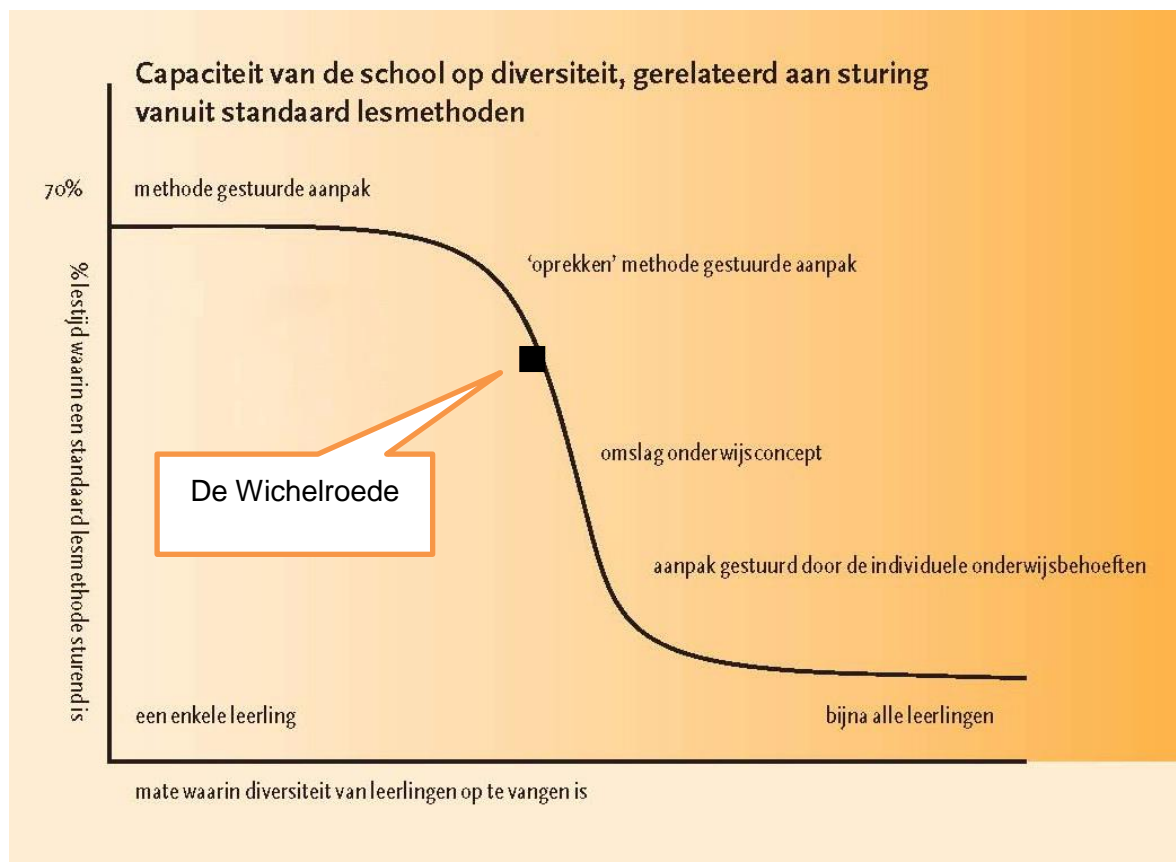 Capaciteit van de school op diversiteit, gerelateerd aan sturing
vanuit standaard lesmethoden
70%
methode gestuurde aanpak
‘oprekken’ methode gestuurde aanpak
% lestijd waarin een standaard lesmethode sturend is
De Wichelroede
omslag onderwijsconcept
aanpak gestuurd door de individuele onderwijsbehoeften
een enkele leerling
bijna alle leerlingen
mate waarin diversiteit van leerlingen op te vangen is